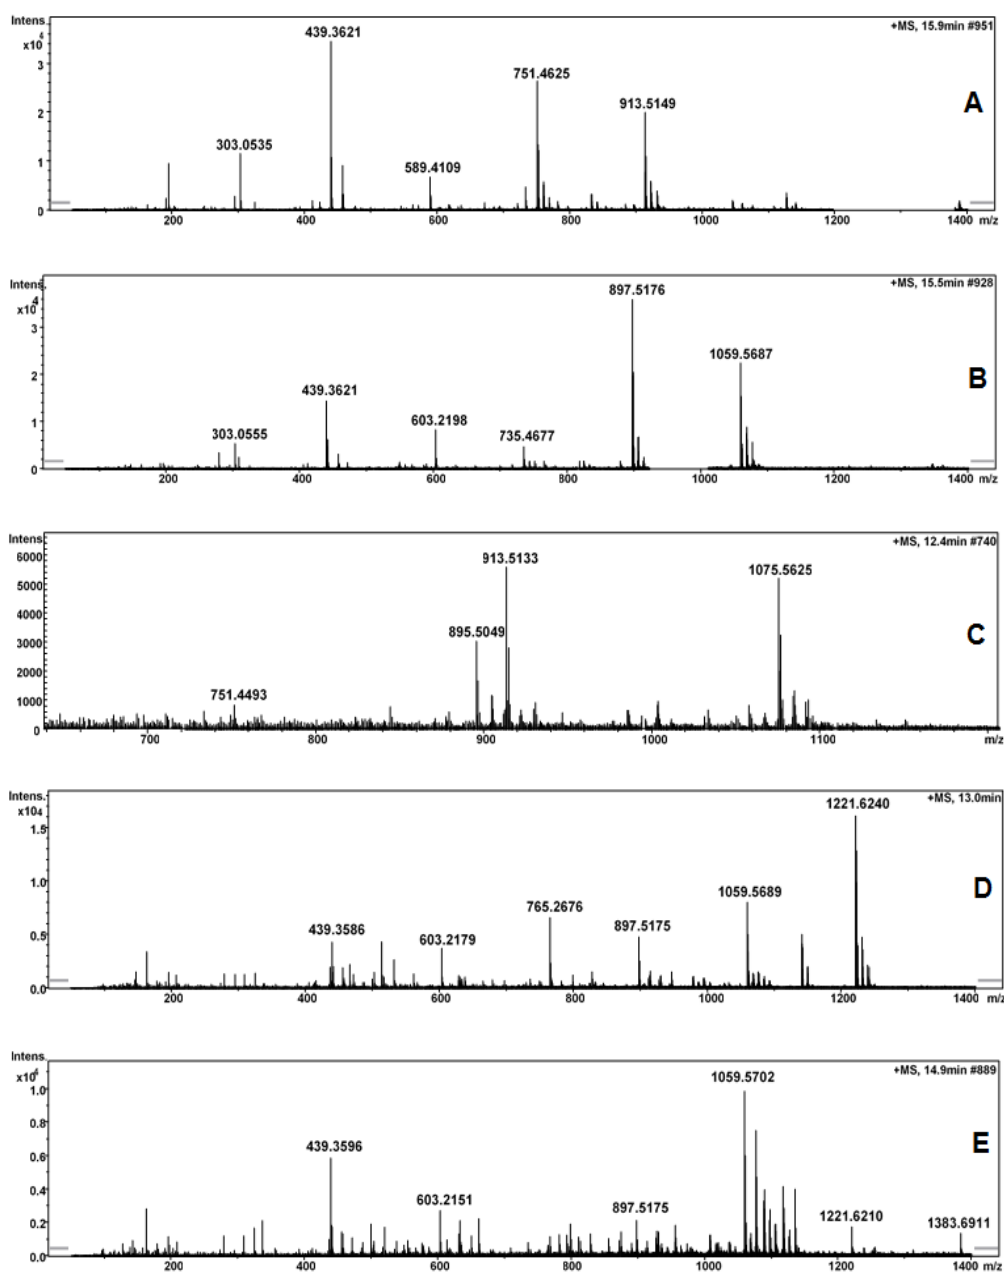 Intens.
x10
4
+MS, 15.9min #951
439.3621
3
751.4625
913.5149
A
2
303.0535
1
589.4109
0
200 400 600 800 1000 1200 1400 m/z
Intens.
4
x10
+MS, 15.5min #928
897.5176
3
1059.5687
B
2
439.3621
603.2198
1
303.0555
735.4677
0
200 400 600 800 1000 1200 1400 m/z
Intens.
+MS, 12.4min #740
6000
913.5133
1075.5625
5000
4000
C
895.5049
3000
2000
751.4493
1000
0
700 800 900 1000 1100 m/z
Intens.
x104
+MS, 13.0min
1221.6240
1.5
1.0
1059.5689
D
765.2676
0.5
439.3586
603.2179
897.5175
0.0
200 400 600 800 1000 1200 1400 m/z
Intens.
x10
4
+MS, 14.9min #889
1059.5702
1.0
0.8
439.3596
E
0.6
0.4
603.2151
897.5175
1221.6210
0.2
1383.6911
0.0
200 400 600 800 1000 1200 1400 m/z